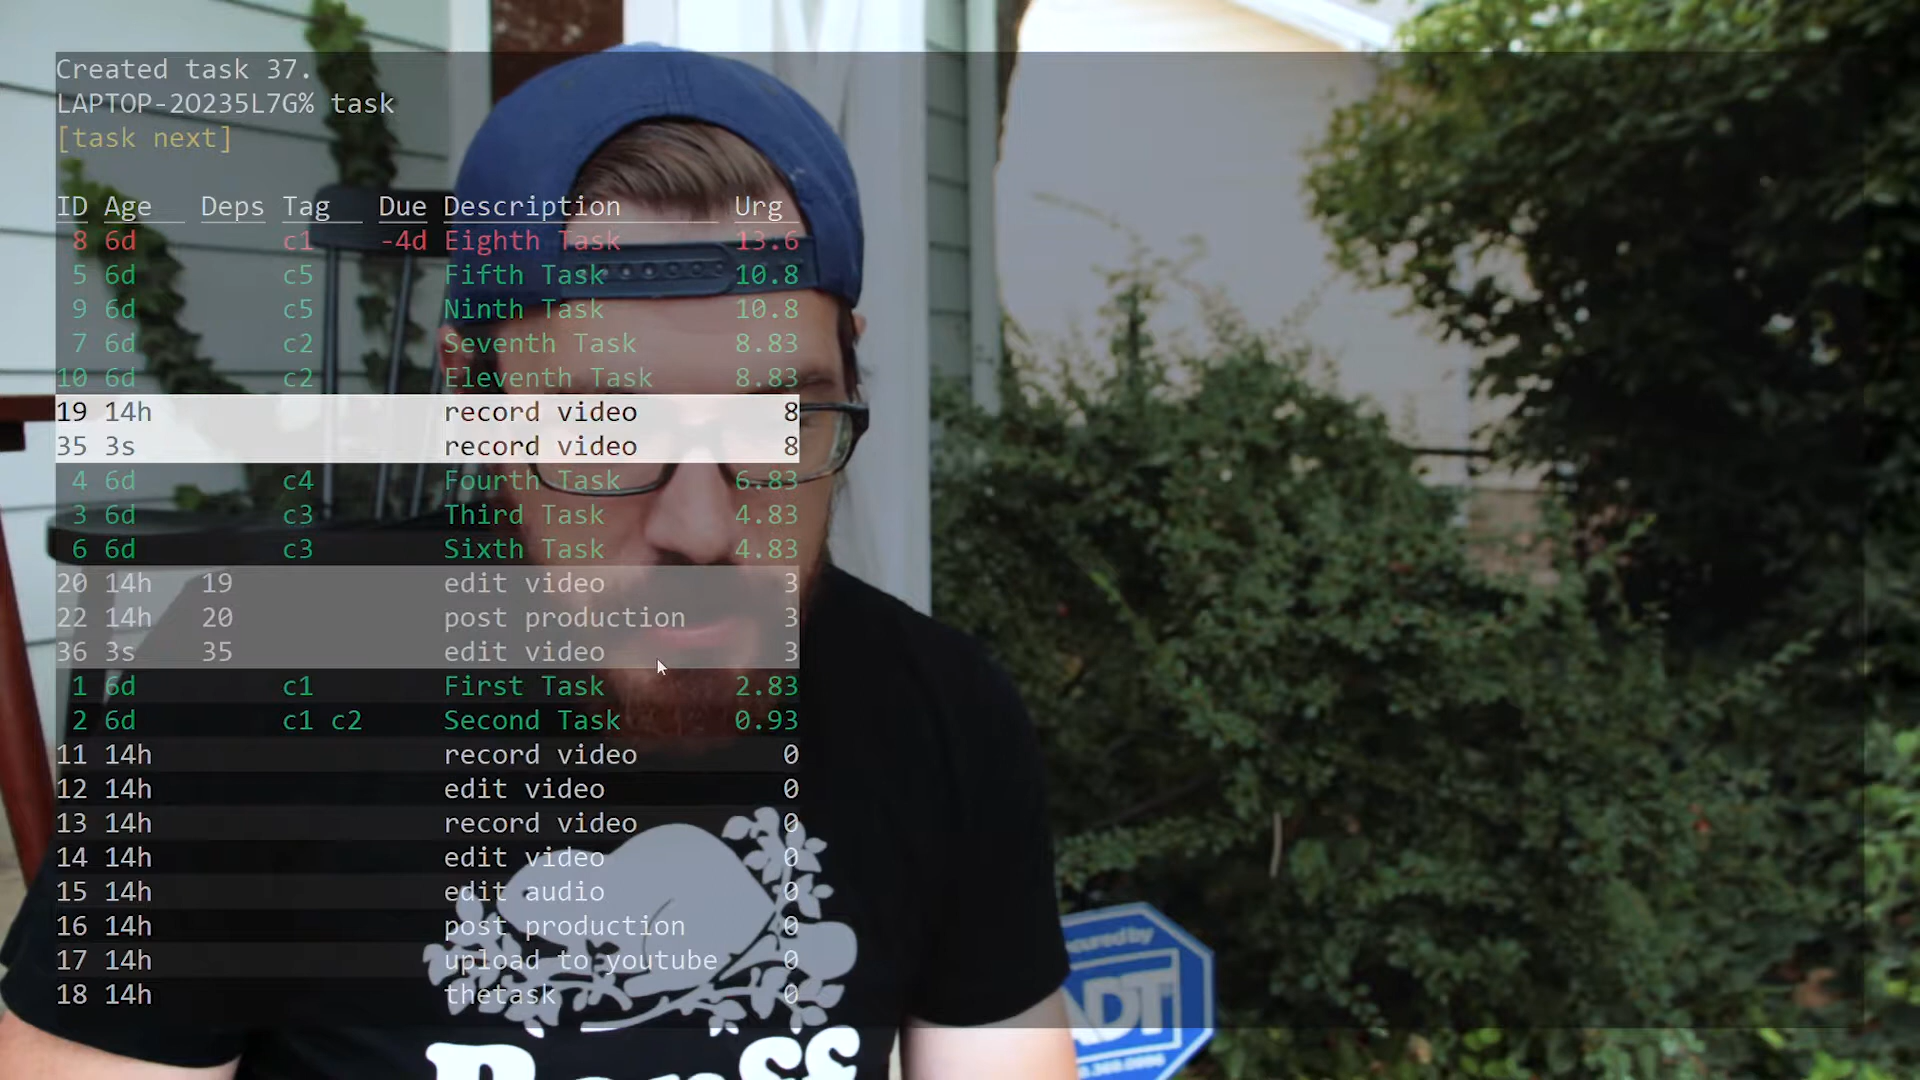 Created task 37.
LAPTOP-2O235L7G% task
[task next]
ID Age Deps Tag Due Description Urg
8 6d c1 -4d Eighth Task 13.6
5 6d c5 Fifth Task 10.8
9 6d c5 Ninth Task 10.8
7 6d c2 Seventh Task 8.83
10 6d c2 Eleventh Task 8.83
19 14h record video 8
35 3s record video 8
4 6d c4 Fourth Task 6.83
3 6d c3 Third Task 4.83
6 6d c3 Sixth Task 4.83
20 14h 19 edit video 3
22 14h 20 post production 3
36 3s 35 edit video 3
1 6d c1 First Task 2.83
2 6d c1 c2 Second Task 0.93
11 14h record video 0
12 14h edit video 0
13 14h record video 0
14 14h edit video 0
15 14h edit audio 0
16 14h post production 0
17 14h upload to youtube 0
18 14h thetask 0
Banff
ADT